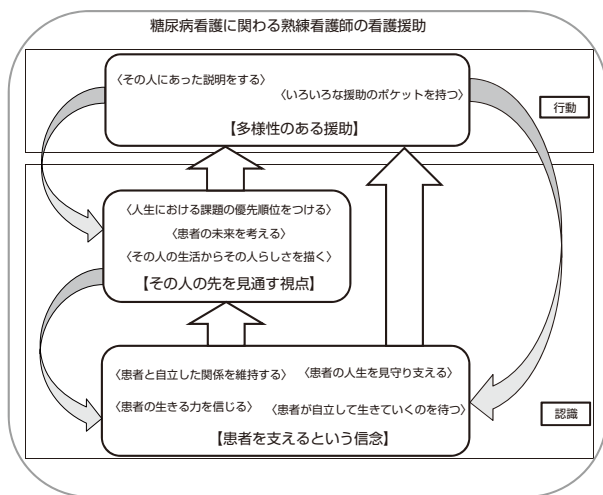 糖尿病看護に関わる熟練看護師の看護援助
〈その人にあった説明をする〉
〈いろいろな援助のポケットを持つ〉
【多様性のある援助】
行動
〈人生における課題の優先順位をつける〉
〈患者の未来を考える〉
〈その人の生活からその人らしさを描く〉
【その人の先を見通す視点】
〈患者と自立した関係を維持する〉
〈患者の人生を見守り支える〉
〈患者の生きる力を信じる〉
〈患者が自立して生きていくのを待つ〉
【患者を支えるという信念】
認識